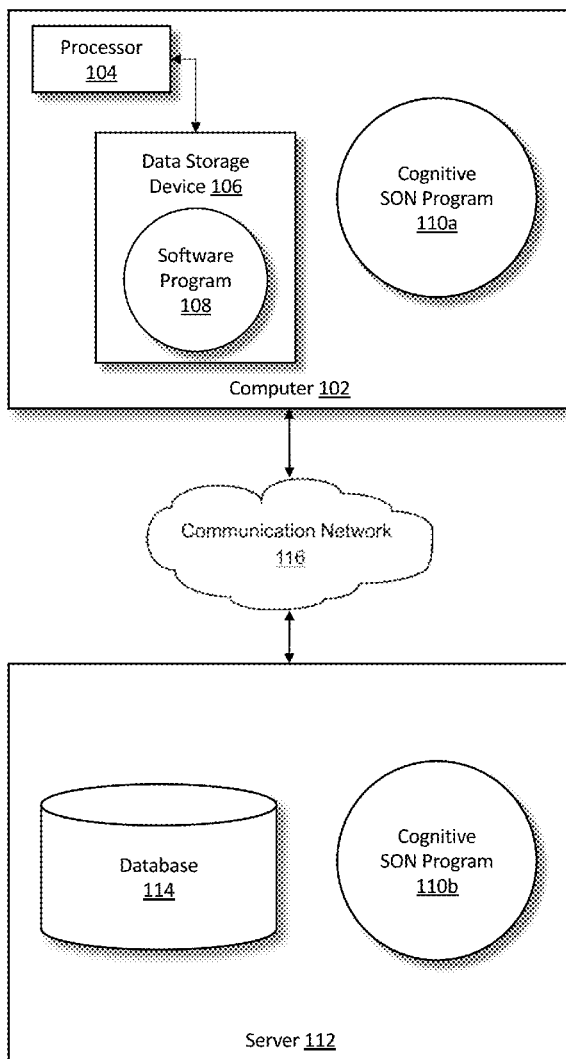 Processor
104
Data Storage
Device 106
Software
Program
108
Cognitive
SON Program
110a
Computer 102
Communication Network
116
Database
114
Cognitive
SON Program
110b
Server 112